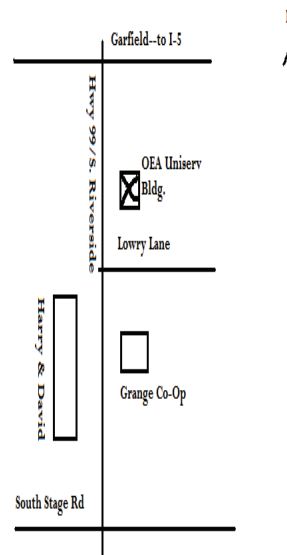 Garfield--to I-5
Hwy 99/S. Riverside
OEA Uniserv
Bldg.
Lowry Lane
Harry & David
Grange Co-Op
South Stage Rd